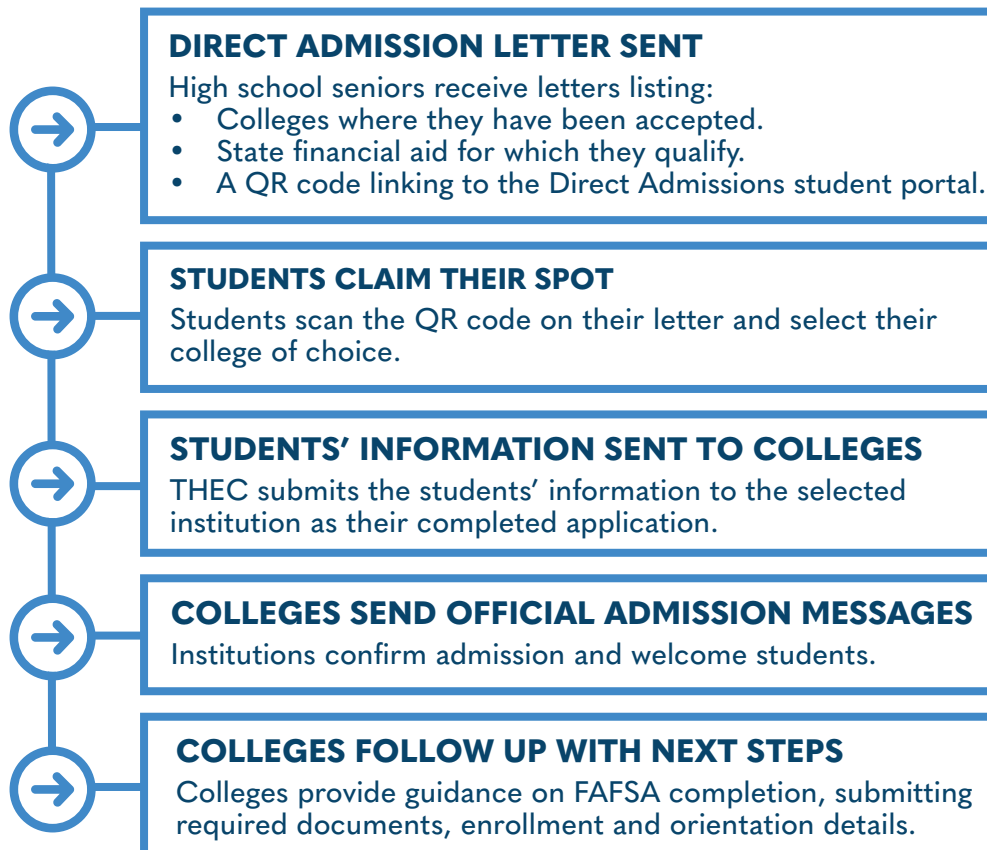 DIRECT ADMISSION LETTER SENT
High school seniors receive letters listing:
• Colleges where they have been accepted.
• State financial aid for which they qualify.
• A QR code linking to the Direct Admissions student portal.
STUDENTS CLAIM THEIR SPOT
Students scan the QR code on their letter and select their
college of choice.
STUDENTS’ INFORMATION SENT TO COLLEGES
THEC submits the students’ information to the selected
institution as their completed application.
COLLEGES SEND OFFICIAL ADMISSION MESSAGES
Institutions confirm admission and welcome students.
COLLEGES FOLLOW UP WITH NEXT STEPS
Colleges provide guidance on FAFSA completion, submitting
required documents, enrollment and orientation details.